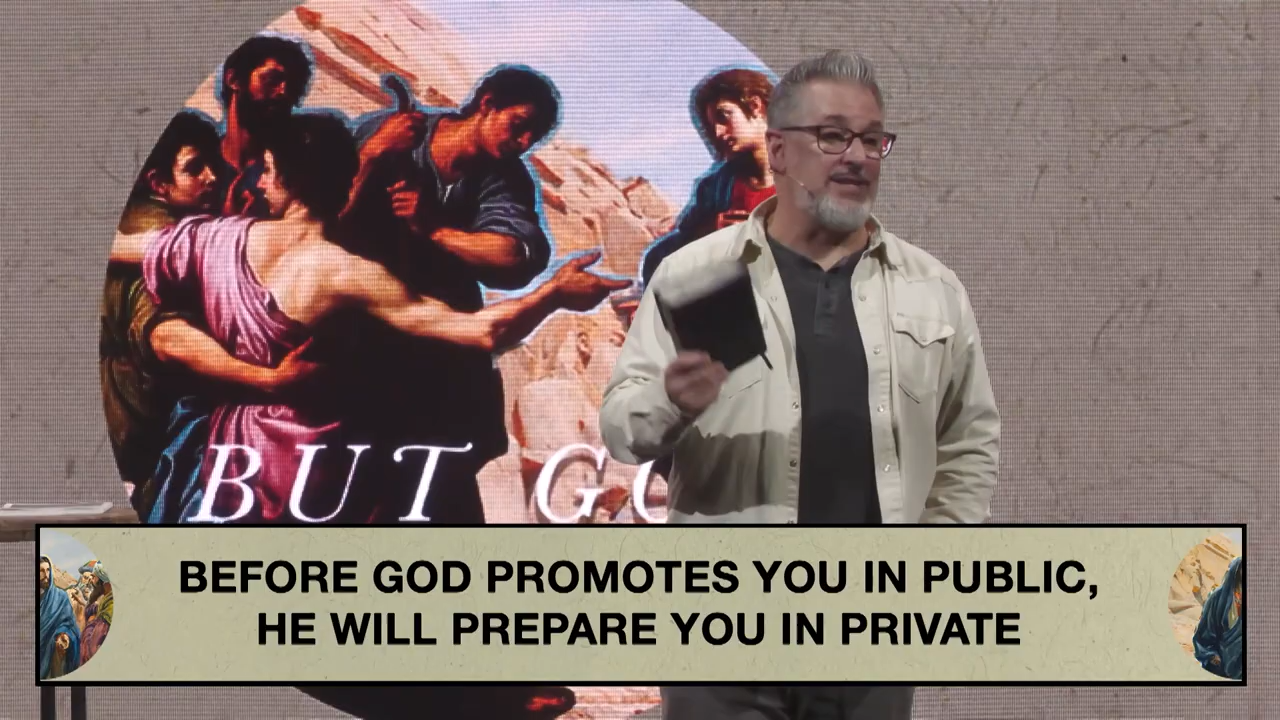 BUT
BEFORE GOD PROMOTES YOU IN PUBLIC,
HE WILL PREPARE YOU IN PRIVATE